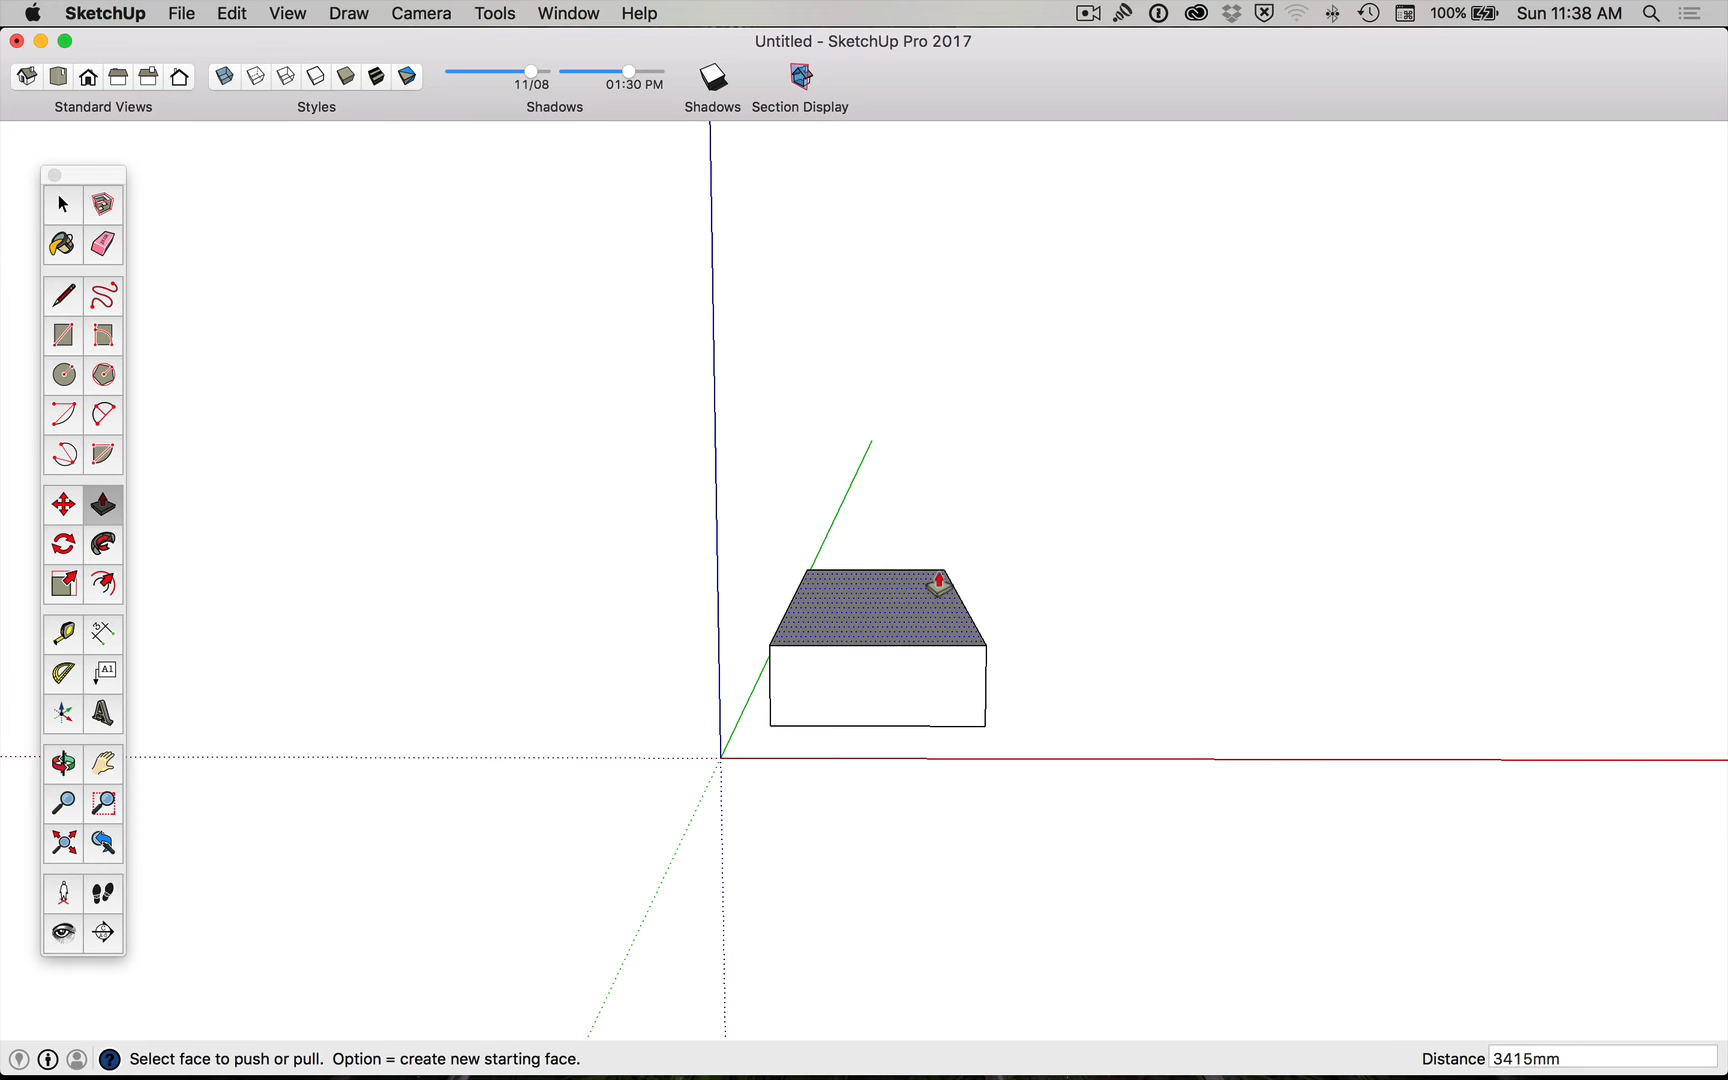 SketchUp File Edit View Draw Camera Tools Window Help 100% Sun 11:38 AM
Untitled - SketchUp Pro 2017
11/08 01:30 PM
Standard Views Styles Shadows Shadows Section Display
A1
Select face to push or pull. Option = create new starting face. Distance 3415mm